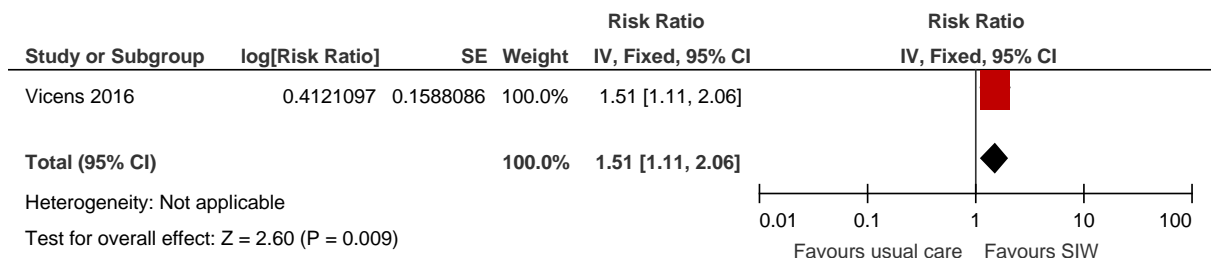 Risk Ratio Risk Ratio
Study or Subgroup log[Risk Ratio] SE Weight IV, Fixed, 95% CI IV, Fixed, 95% CI
Vicens 2016 0.4121097 0.1588086 100.0% 1.51 [1.11, 2.06]
Total (95% CI) 100.0% 1.51 [1.11, 2.06]
Heterogeneity: Not applicable
Test for overall effect: Z = 2.60 (P = 0.009)
0.01 0.1 1 10 100
Favours usual care Favours SIW